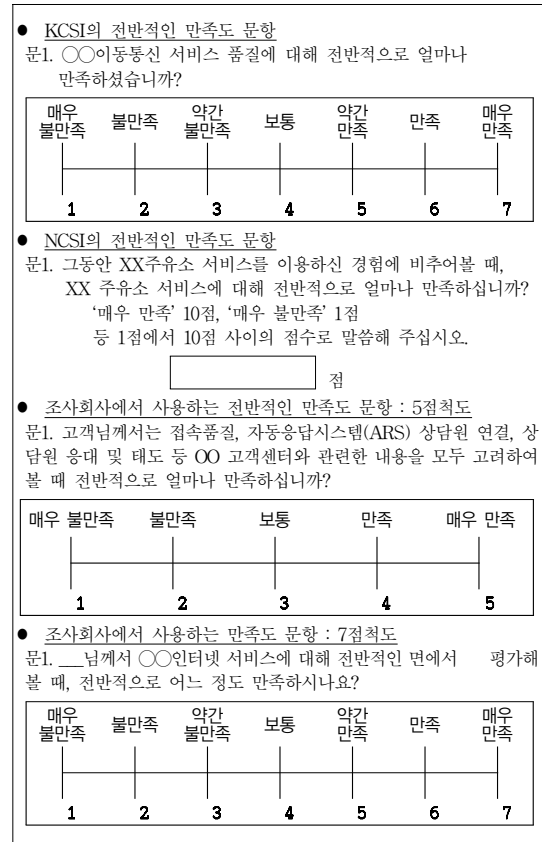 ● KCSI의 전반적인 만족도 문항
문1. ○○이동통신 서비스 품질에 대해 전반적으로 얼마나
만족하셨습니까?
매우 불만족 불만족 약간 불만족 보통 약간 만족 만족 매우 만족
1 2 3 4 5 6 7
● NCSI의 전반적인 만족도 문항
문1. 그동안 XX주유소 서비스를 이용하신 경험에 비추어볼 때,
XX 주유소 서비스에 대해 전반적으로 얼마나 만족하십니까?
‘매우 만족’ 10점, ‘매우 불만족’ 1점
등 1점에서 10점 사이의 점수로 말씀해 주십시오.
점
● 조사회사에서 사용하는 전반적인 만족도 문항 : 5점척도
문1. 고객님께서는 접속품질, 자동응답시스템(ARS) 상담원 연결, 상
담원 응대 및 태도 등 OO 고객센터와 관련한 내용을 모두 고려하여
볼 때 전반적으로 얼마나 만족하십니까?
매우 불만족 불만족 보통 만족 매우 만족
1 2 3 4 5
● 조사회사에서 사용하는 만족도 문항 : 7점척도
문1. __님께서 ○○인터넷 서비스에 대해 전반적인 면에서 평가해
볼 때, 전반적으로 어느 정도 만족하시나요?
매우 불만족 불만족 약간 불만족 보통 약간 만족 만족 매우 만족
1 2 3 4 5 6 7